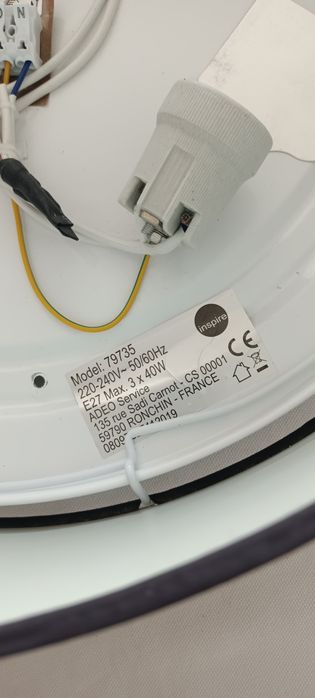 N
inspire
Model: 79735
220-240V~ 50/60Hz
E27 Max. 3 x 40W
ADEO Service
135 rue Sadi Carnot - CS 00001
59790 RONCHIN - FRANCE
CE